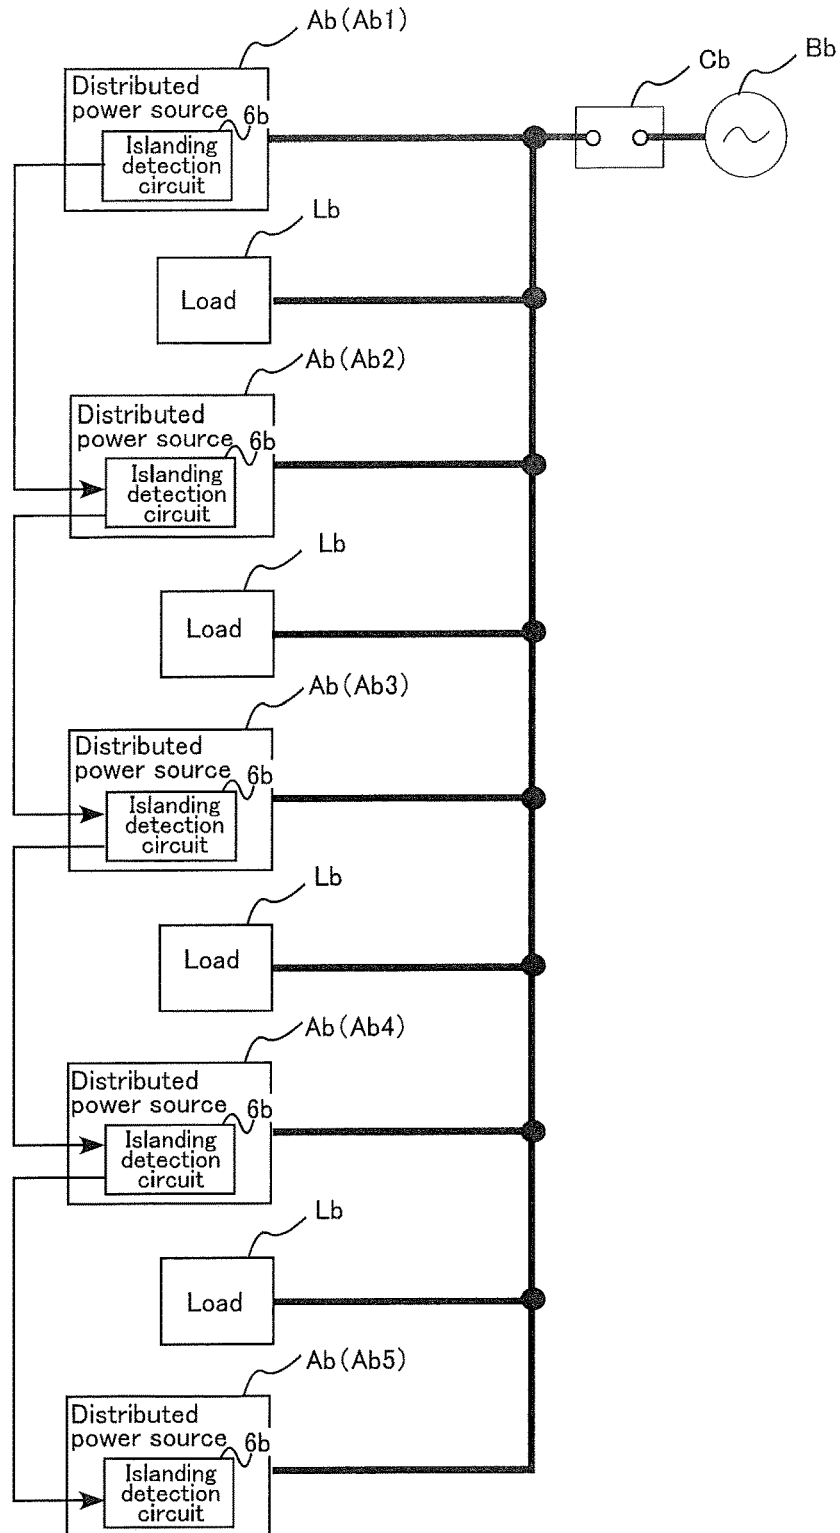 Ab(Ab1)
Cb
Bb
Distributed
power source
6b
Islanding
detection
circuit
Lb
Load
Ab(Ab2)
Distributed
power source
6b
Islanding
detection
circuit
Lb
Load
Ab(Ab3)
Distributed
power source
6b
Islanding
detection
circuit
Lb
Load
Ab(Ab4)
Distributed
power source
6b
Islanding
detection
circuit
Lb
Load
Ab(Ab5)
Distributed
power source
6b
Islanding
detection
circuit